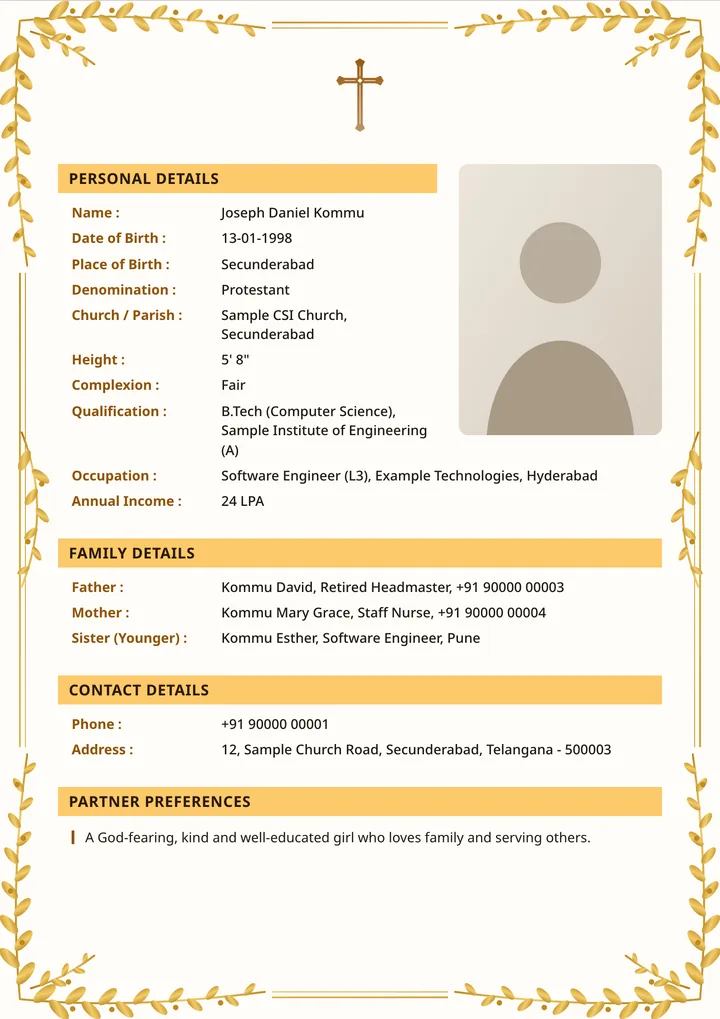 PERSONAL DETAILS
Name : Joseph Daniel Kommu
Date of Birth : 13-01-1998
Place of Birth : Secunderabad
Denomination : Protestant
Church / Parish : Sample CSI Church,
Secunderabad
Height : 5' 8"
Complexion : Fair
Qualification : B.Tech (Computer Science),
Sample Institute of Engineering
(A)
Occupation : Software Engineer (L3), Example Technologies, Hyderabad
Annual Income : 24 LPA
FAMILY DETAILS
Father : Kommu David, Retired Headmaster, +91 90000 00003
Mother : Kommu Mary Grace, Staff Nurse, +91 90000 00004
Sister (Younger) : Kommu Esther, Software Engineer, Pune
CONTACT DETAILS
Phone : +91 90000 00001
Address : 12, Sample Church Road, Secunderabad, Telangana - 500003
PARTNER PREFERENCES
A God-fearing, kind and well-educated girl who loves family and serving others.